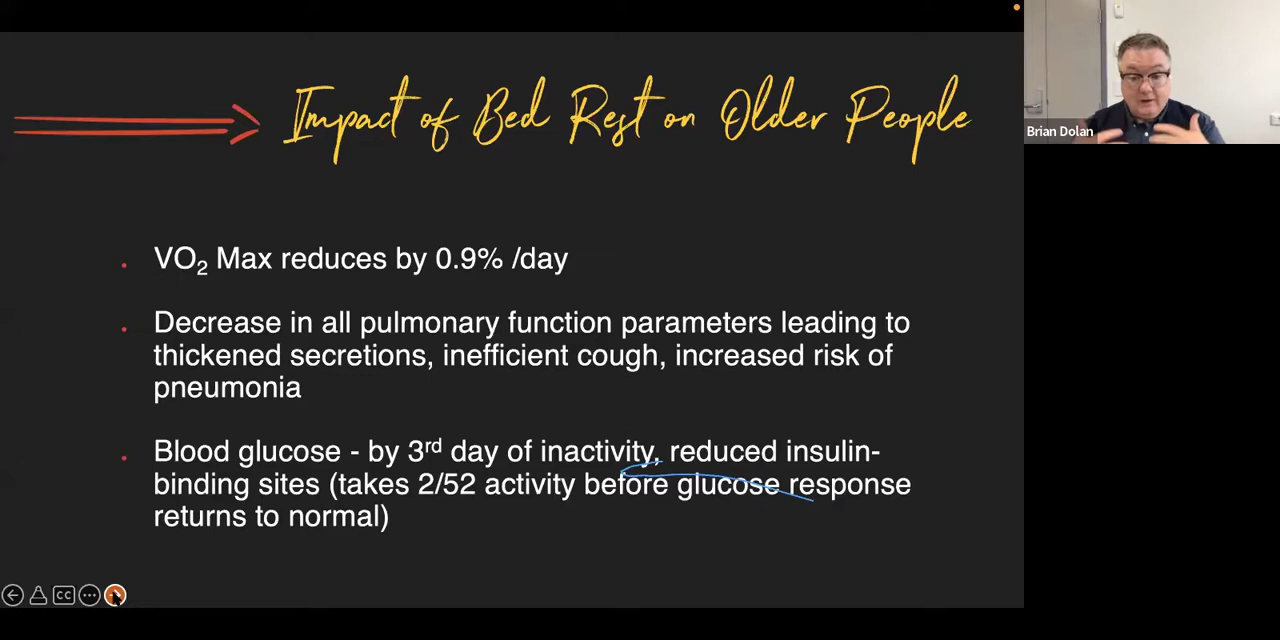 Impact of Bed Rest on Older People
Brian Dolan
VO₂ Max reduces by 0.9% /day
Decrease in all pulmonary function parameters leading to
thickened secretions, inefficient cough, increased risk of
pneumonia
Blood glucose - by 3rd day of inactivity, reduced insulin-
binding sites (takes 2/52 activity before glucose response
returns to normal)
CC